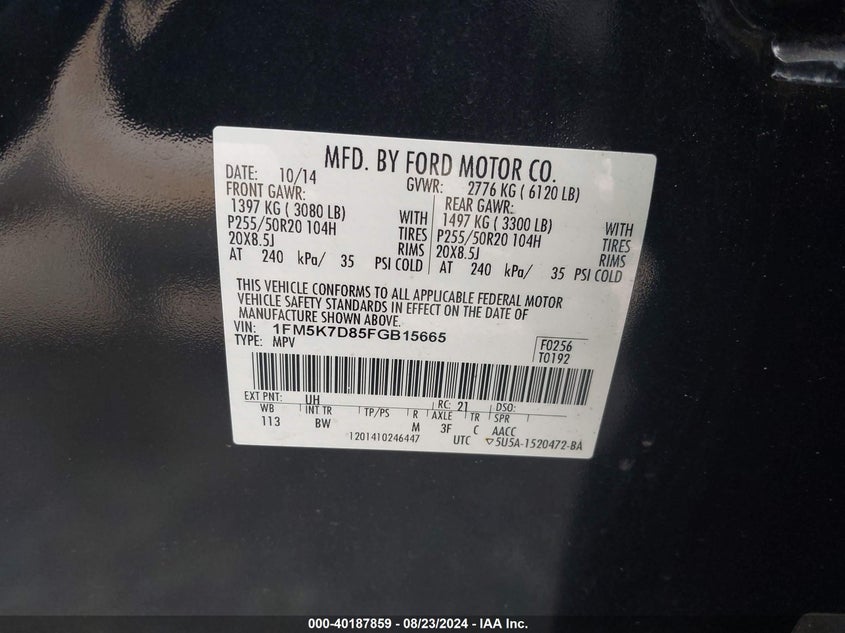 MFD. BY FORD MOTOR CO.
DATE: 10/14 GVWR: 2776 KG ( 6120 LB)
FRONT GAWR: REAR GAWR:
1397 KG ( 3080 LB) WITH 1497 KG ( 3300 LB) WITH
P255/50R20 104H TIRES P255/50R20 104H TIRES
20X8.5J RIMS 20X8.5J RIMS
AT 240 kPa/ 35 PSI COLD AT 240 kPa/ 35 PSI COLD
THIS VEHICLE CONFORMS TO ALL APPLICABLE FEDERAL MOTOR
VEHICLE SAFETY STANDARDS IN EFFECT ON THE DATE OF
MANUFACTURE SHOWN ABOVE.
VIN: 1FM5K7D85FGB15665 F0256
TYPE: MPV T0192
EXT PNT: UH RC: 21 DSO:
WB INT TR TP/PS R AXLE TR SPR
113 BW M 3F C AACC
1201410246447 UTC ▽5U5A-1520472-BA
000-40187859 - 08/23/2024 - IAA Inc.